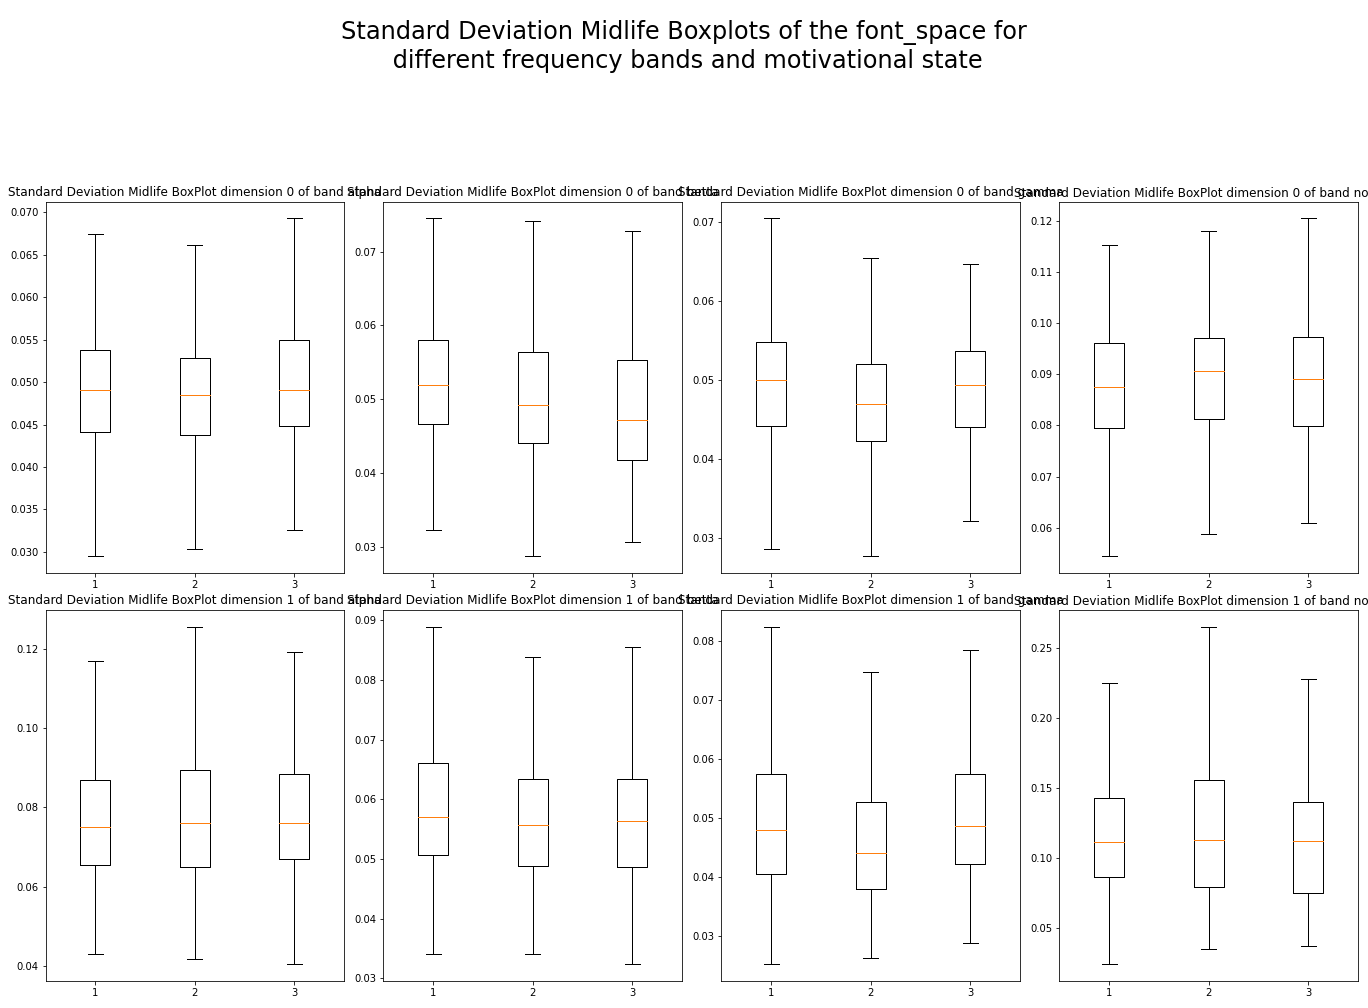 Standard Deviation Midlife Boxplots of the font_space for
different frequency bands and motivational state
Standard Deviation Midlife BoxPlot dimension 0 of band alpha
Standard Deviation Midlife BoxPlot dimension 0 of band betta
Standard Deviation Midlife BoxPlot dimension 0 of band gamma
Standard Deviation Midlife BoxPlot dimension 0 of band no
0.070
0.065
0.060
0.055
0.050
0.045
0.040
0.035
0.030
1 2 3
0.07
0.06
0.05
0.04
0.03
1 2 3
0.07
0.06
0.05
0.04
0.03
1 2 3
0.12
0.11
0.10
0.09
0.08
0.07
0.06
1 2 3
Standard Deviation Midlife BoxPlot dimension 1 of band alpha
Standard Deviation Midlife BoxPlot dimension 1 of band betta
Standard Deviation Midlife BoxPlot dimension 1 of band gamma
Standard Deviation Midlife BoxPlot dimension 1 of band no
0.12
0.10
0.08
0.06
0.04
1 2 3
0.09
0.08
0.07
0.06
0.05
0.04
0.03
1 2 3
0.08
0.07
0.06
0.05
0.04
0.03
1 2 3
0.25
0.20
0.15
0.10
0.05
1 2 3